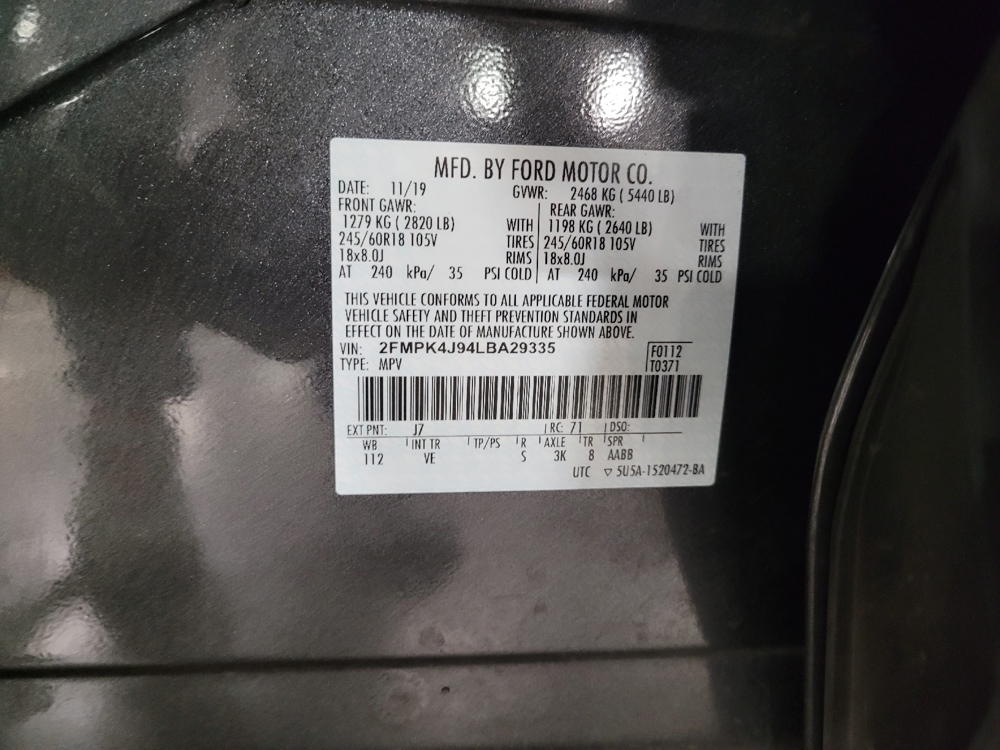 MFD. BY FORD MOTOR CO.
DATE: 11/19 GVWR: 2468 KG ( 5440 LB)
FRONT GAWR: REAR GAWR:
1279 KG ( 2820 LB) WITH 1198 KG ( 2640 LB) WITH
245/60R18 105V TIRES 245/60R18 105V TIRES
18x8.0J RIMS 18x8.0J RIMS
AT 240 kPa/ 35 PSI COLD AT 240 kPa/ 35 PSI COLD
THIS VEHICLE CONFORMS TO ALL APPLICABLE FEDERAL MOTOR
VEHICLE SAFETY AND THEFT PREVENTION STANDARDS IN
EFFECT ON THE DATE OF MANUFACTURE SHOWN ABOVE.
VIN: 2FMPK4J94LBA29335 F0112
TYPE: MPV T0371
EXT PNT: J7 RC: 71 DSO:
WB INT TR TP/PS R AXLE TR SPR
112 VE S 3K 8 AABB
UTC ▽ 5U5A-1520472-BA